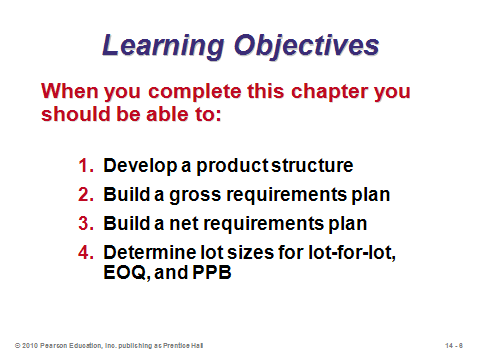 Learning Objectives
When you complete this chapter you
should be able to:
1. Develop a product structure
2. Build a gross requirements plan
3. Build a net requirements plan
4. Determine lot sizes for lot-for-lot,
EOQ, and PPB
© 2010 Pearson Education, Inc. publishing as Prentice Hall
14 - 6